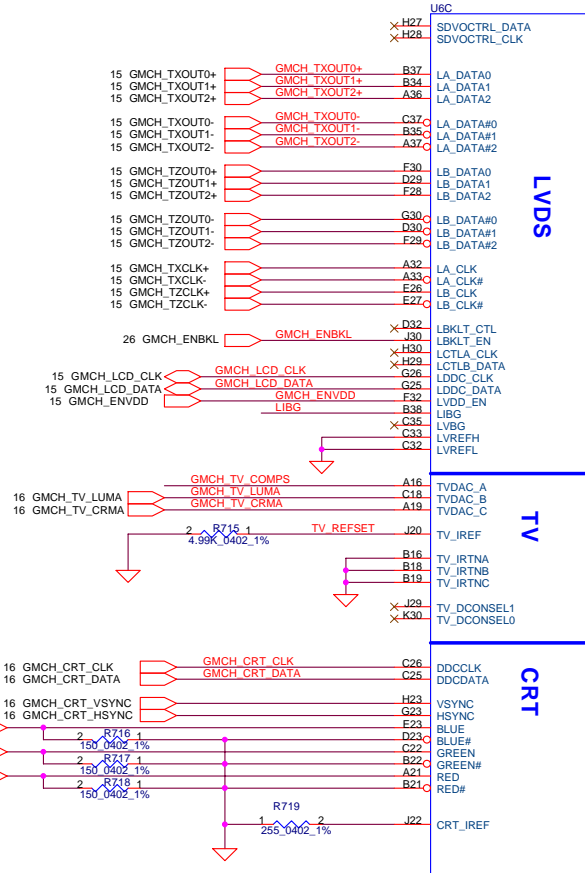 U6C
H27 SDVOCTRL_DATA
H28 SDVOCTRL_CLK
15 GMCH_TXOUT0+ GMCH_TXOUT0+ B37 LA_DATA0
15 GMCH_TXOUT1+ GMCH_TXOUT1+ B34 LA_DATA1
15 GMCH_TXOUT2+ GMCH_TXOUT2+ A36 LA_DATA2
15 GMCH_TXOUT0- GMCH_TXOUT0- C37 LA_DATA#0
15 GMCH_TXOUT1- GMCH_TXOUT1- B35 LA_DATA#1
15 GMCH_TXOUT2- GMCH_TXOUT2- A37 LA_DATA#2
15 GMCH_TZOUT0+ F30 LB_DATA0
15 GMCH_TZOUT1+ D29 LB_DATA1
15 GMCH_TZOUT2+ F28 LB_DATA2
LVDS
15 GMCH_TZOUT0- G30 LB_DATA#0
15 GMCH_TZOUT1- D30 LB_DATA#1
15 GMCH_TZOUT2- F29 LB_DATA#2
15 GMCH_TXCLK+ A32 LA_CLK
15 GMCH_TXCLK- A33 LA_CLK#
15 GMCH_TZCLK+ E26 LB_CLK
15 GMCH_TZCLK- E27 LB_CLK#
D32 LBKLT_CTL
26 GMCH_ENBKL GMCH_ENBKL J30 LBKLT_EN
H30 LCTLA_CLK
H29 LCTLB_DATA
15 GMCH_LCD_CLK GMCH_LCD_CLK G26 LDDC_CLK
15 GMCH_LCD_DATA GMCH_LCD_DATA G25 LDDC_DATA
15 GMCH_ENVDD GMCH_ENVDD F32 LVDD_EN
LIBG B38 LIBG
C35 LVBG
C33 LVREFH
C32 LVREFL
GMCH_TV_COMPS A16 TVDAC_A
16 GMCH_TV_LUMA GMCH_TV_LUMA C18 TVDAC_B
16 GMCH_TV_CRMA GMCH_TV_CRMA A19 TVDAC_C
TV
2 R715 1 TV_REFSET J20 TV_IREF
4.99K_0402_1%
B16 TV_IRTNA
B18 TV_IRTNB
B19 TV_IRTNC
J29 TV_DCONSEL1
K30 TV_DCONSEL0
16 GMCH_CRT_CLK GMCH_CRT_CLK C26 DDCCLK
16 GMCH_CRT_DATA GMCH_CRT_DATA C25 DDCDATA
CRT
16 GMCH_CRT_VSYNC H23 VSYNC
16 GMCH_CRT_HSYNC G23 HSYNC
E23 BLUE
2 R716 1 D23 BLUE#
150_0402_1%
C22 GREEN
2 R717 1 B22 GREEN#
150_0402_1%
A21 RED
2 R718 1 B21 RED#
150_0402_1%
R719
1 2 J22 CRT_IREF
255_0402_1%